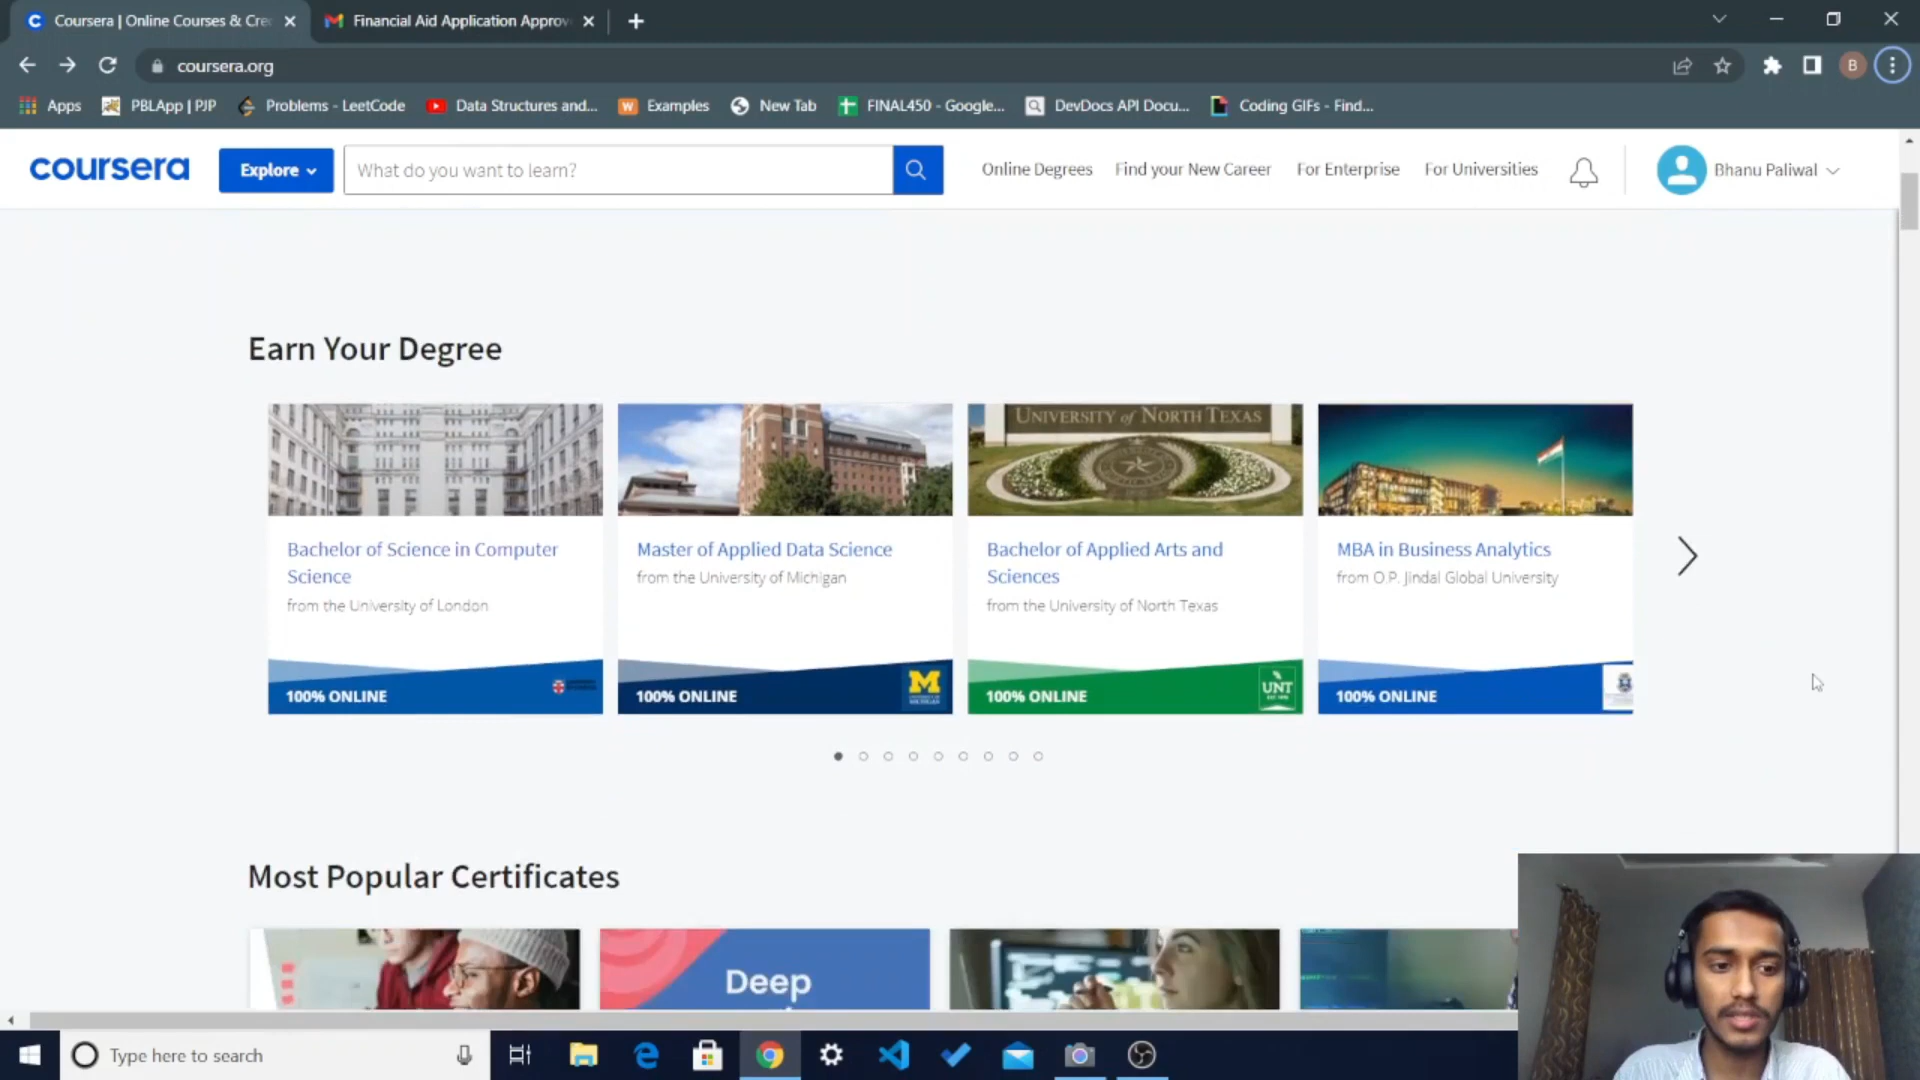 Coursera | Online Courses & Cre
Financial Aid Application Approv
coursera.org
B
Apps
PBLApp | PJP
Problems - LeetCode
Data Structures and...
Examples
New Tab
FINAL450 - Google...
DevDocs API Docu...
Coding GIFs - Find...
coursera
Explore
What do you want to learn?
Online Degrees
Find your New Career
For Enterprise
For Universities
Bhanu Paliwal
Earn Your Degree
UNIVERSITY of NORTH TEXAS
Bachelor of Science in Computer
Science
from the University of London
100% ONLINE
Master of Applied Data Science
from the University of Michigan
100% ONLINE
M
Bachelor of Applied Arts and
Sciences
from the University of North Texas
100% ONLINE
UNT
MBA in Business Analytics
from O.P. Jindal Global University
100% ONLINE
Most Popular Certificates
Deep
Type here to search